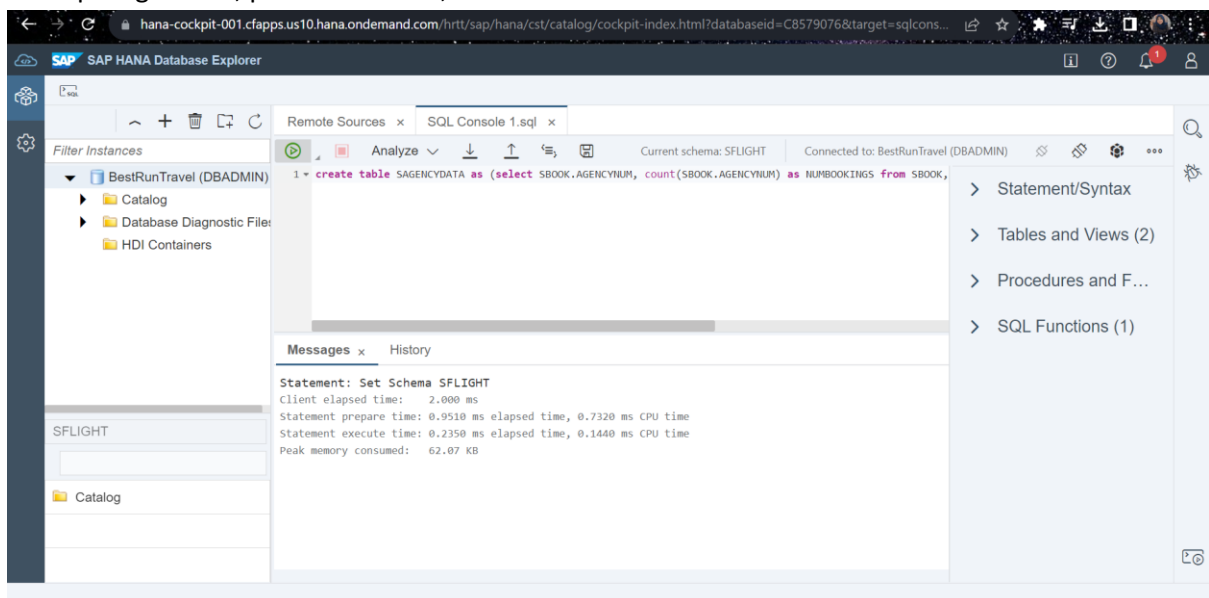 hana-cockpit-001.cfapps.us10.hana.ondemand.com/hrtt/sap/hana/cst/catalog/cockpit-index.html?databaseid=C8579076&target=sqlcons...
SAP SAP HANA Database Explorer
1
SQL
Remote Sources × SQL Console 1.sql ×
Filter Instances
Analyze
Current schema: SFLIGHT
Connected to: BestRunTravel (DBADMIN)
BestRunTravel (DBADMIN)
Catalog
Database Diagnostic Files
HDI Containers
1 create table SAGENCYDATA as (select SBOOK.AGENCYNUM, count(SBOOK.AGENCYNUM) as NUMBOOKINGS from SBOOK,
Statement/Syntax
Tables and Views (2)
Procedures and F...
SQL Functions (1)
Messages × History
Statement: Set Schema SFLIGHT
Client elapsed time: 2.000 ms
Statement prepare time: 0.9510 ms elapsed time, 0.7320 ms CPU time
Statement execute time: 0.2350 ms elapsed time, 0.1440 ms CPU time
Peak memory consumed: 62.07 KB
SFLIGHT
Catalog